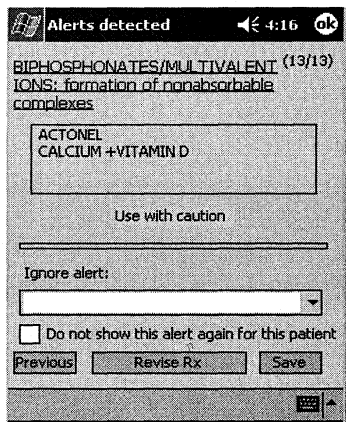 Alerts detected 4:16 ok
BIPHOSPHONATES/MULTIVALENT (13/13)
IONS: formation of nonabsorbable
complexes
ACTONEL
CALCIUM +VITAMIN D
Use with caution
Ignore alert:
Do not show this alert again for this patient
Previous Revise Rx Save